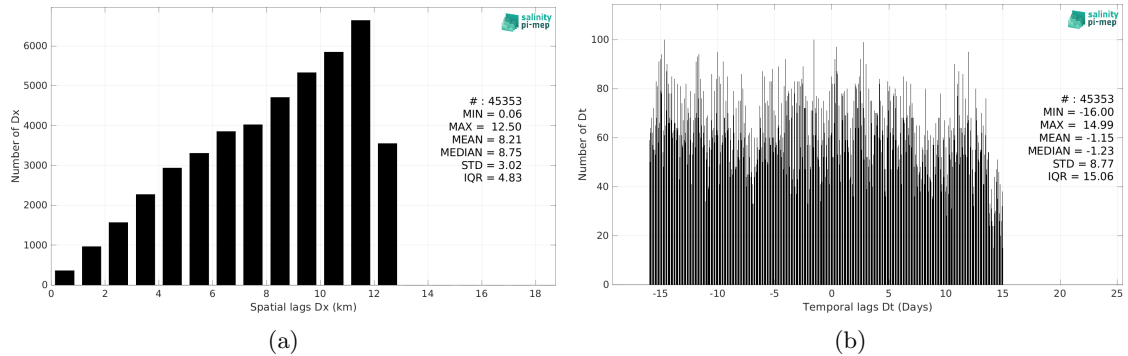 salinity
pi-mep
6000
5000
4000
3000
2000
1000
0
Number of Dx
# : 45353
MIN = 0.06
MAX = 12.50
MEAN = 8.21
MEDIAN = 8.75
STD = 3.02
IQR = 4.83
0 2 4 6 8 10 12 14 16 18
Spatial lags Dx (km)
(a)
salinity
pi-mep
100
80
60
40
20
0
Number of Dt
# : 45353
MIN = -16.00
MAX = 14.99
MEAN = -1.15
MEDIAN = -1.23
STD = 8.77
IQR = 15.06
-15 -10 -5 0 5 10 15 20 25
Temporal lags Dt (Days)
(b)